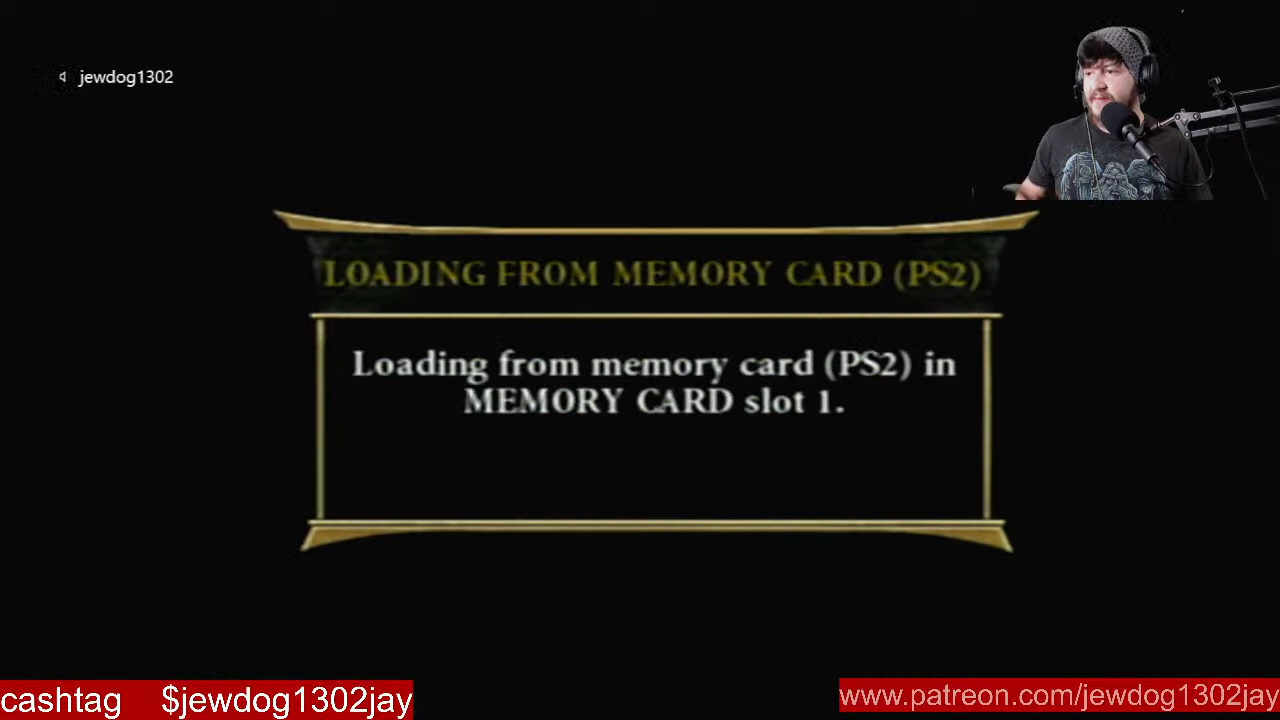 jewdog1302
LOADING FROM MEMORY CARD (PS2)
Loading from memory card (PS2) in
MEMORY CARD slot 1.
cashtag $jewdog1302jay
www.patreon.com/jewdog1302jay